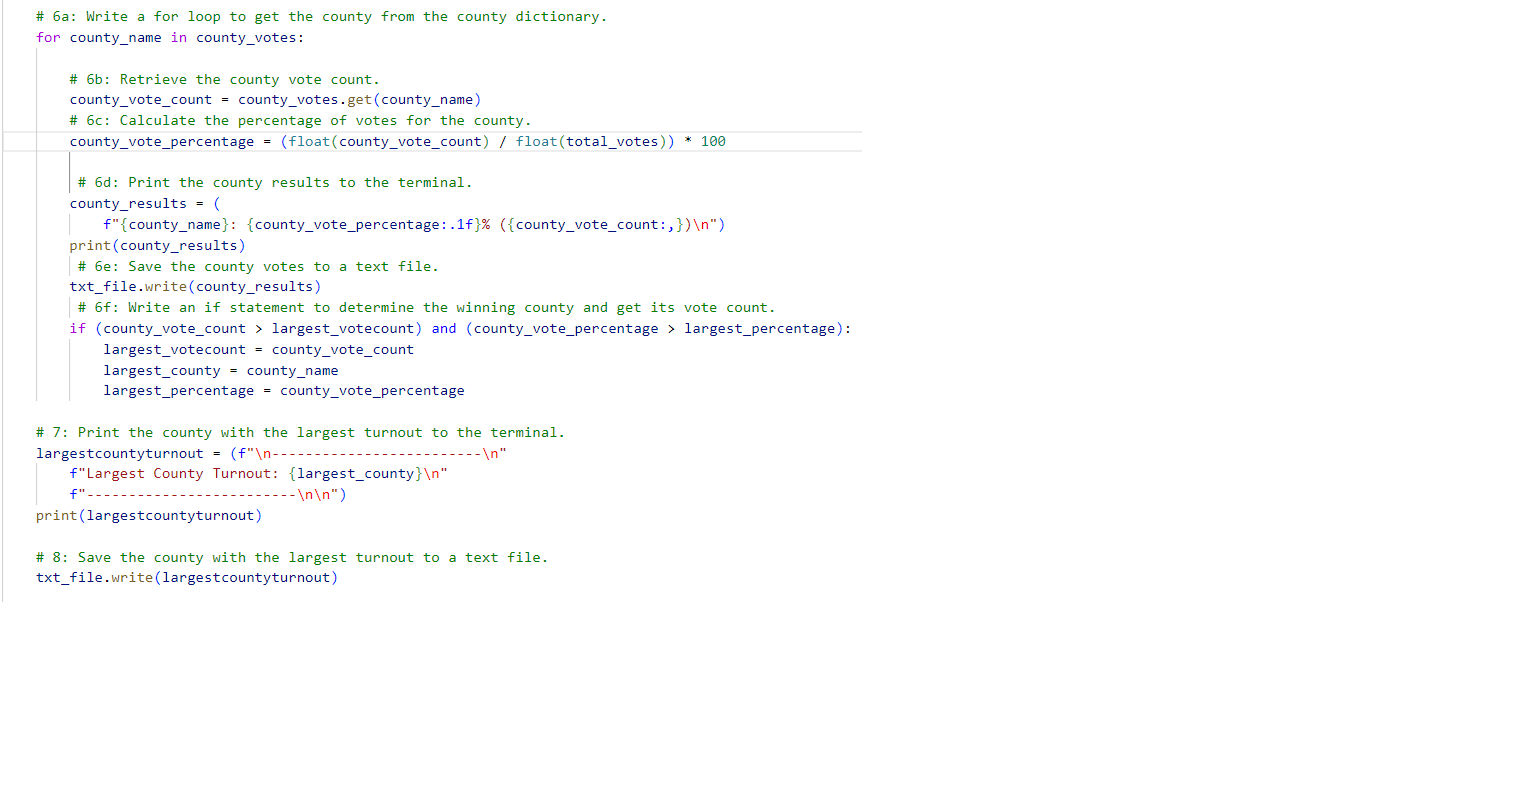 # 6a: Write a for loop to get the county from the county dictionary.
for county_name in county_votes:
# 6b: Retrieve the county vote count.
county_vote_count = county_votes.get(county_name)
# 6c: Calculate the percentage of votes for the county.
county_vote_percentage = (float(county_vote_count) / float(total_votes)) * 100
# 6d: Print the county results to the terminal.
county_results = (
f"{county_name}: {county_vote_percentage:.1f}% ({county_vote_count:,})\n")
print(county_results)
# 6e: Save the county votes to a text file.
txt_file.write(county_results)
# 6f: Write an if statement to determine the winning county and get its vote count.
if (county_vote_count > largest_votecount) and (county_vote_percentage > largest_percentage):
largest_votecount = county_vote_count
largest_county = county_name
largest_percentage = county_vote_percentage
# 7: Print the county with the largest turnout to the terminal.
largestcountyturnout = (f"\n-------------------------\n"
f"Largest County Turnout: {largest_county}\n"
f"-------------------------\n\n")
print(largestcountyturnout)
# 8: Save the county with the largest turnout to a text file.
txt_file.write(largestcountyturnout)